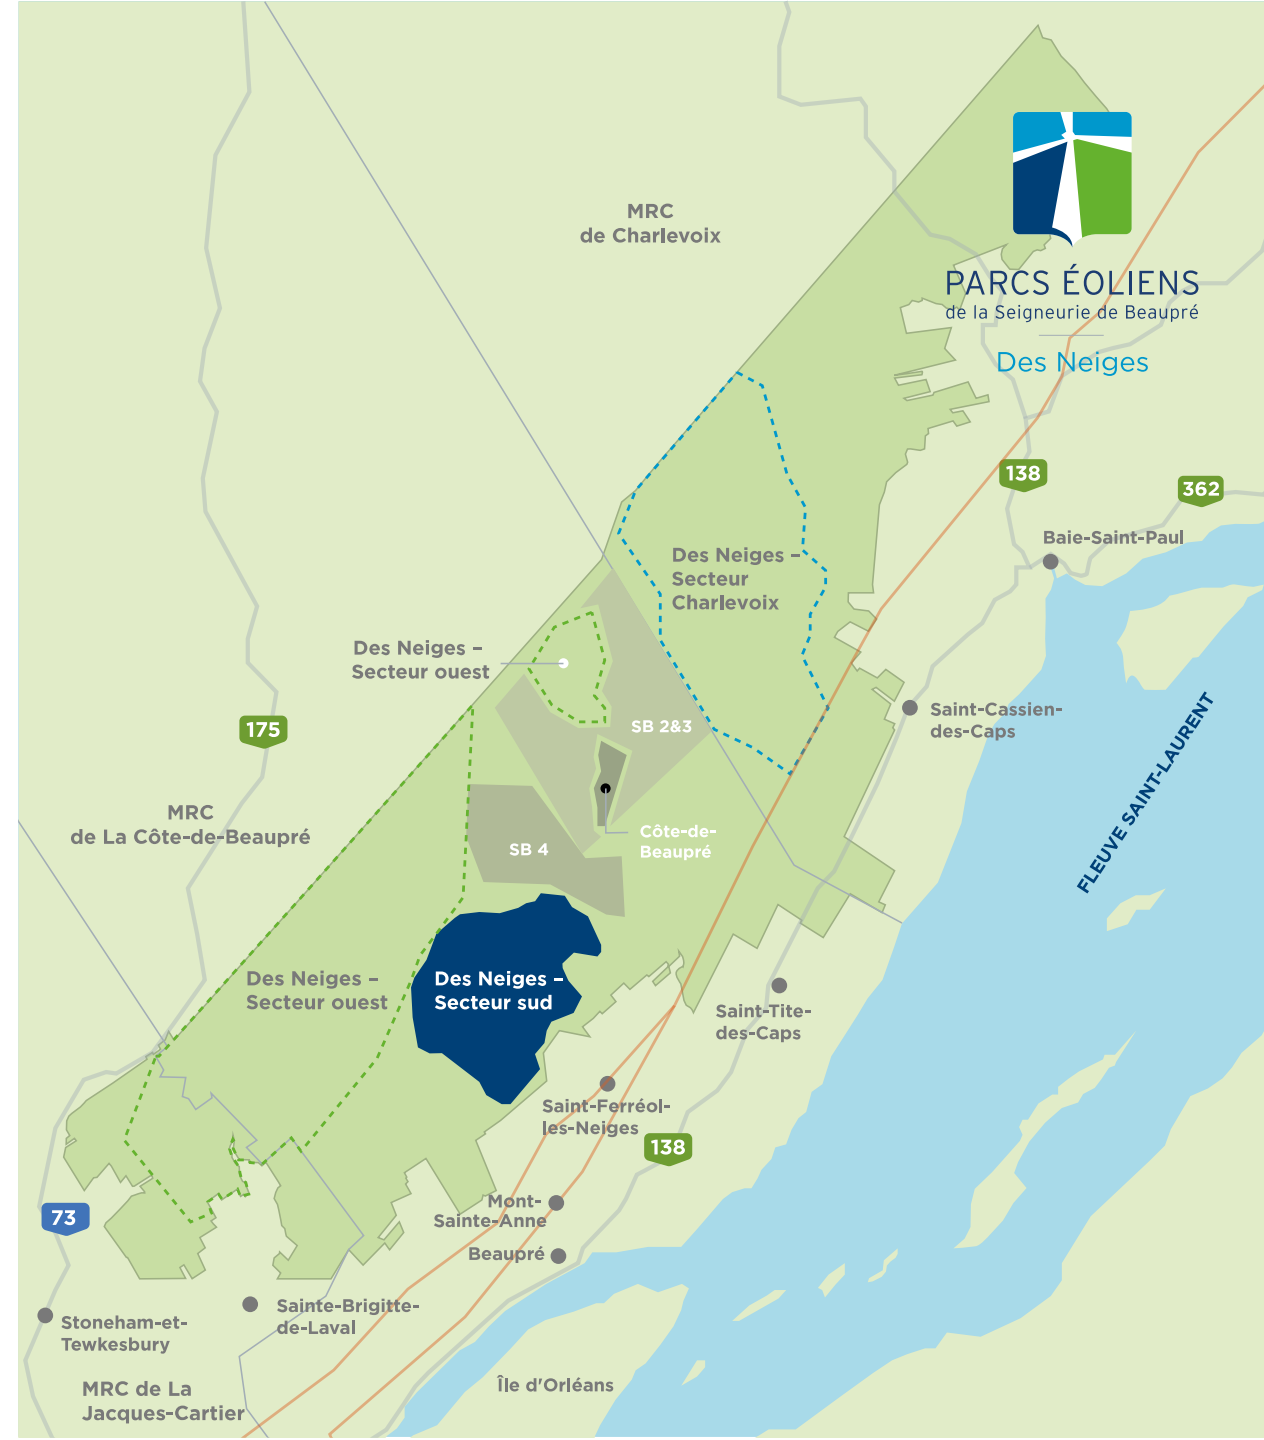 MRC
de Charlevoix
PARCS ÉOLIENS
de la Seigneurie de Beaupré
Des Neiges
138
362
Baie-Saint-Paul
Des Neiges –
Secteur
Charlevoix
Des Neiges –
Secteur ouest
175
SB 2&3
Saint-Cassien-
des-Caps
FLEUVE SAINT-LAURENT
MRC
de La Côte-de-Beaupré
Côte-de-
Beaupré
SB 4
Des Neiges –
Secteur ouest
Des Neiges –
Secteur sud
Saint-Tite-
des-Caps
Saint-Ferréol-
les-Neiges
138
73
Mont-
Sainte-Anne
Beaupré
Sainte-Brigitte-
de-Laval
Stoneham-et-
Tewkesbury
Île d'Orléans
MRC de La
Jacques-Cartier